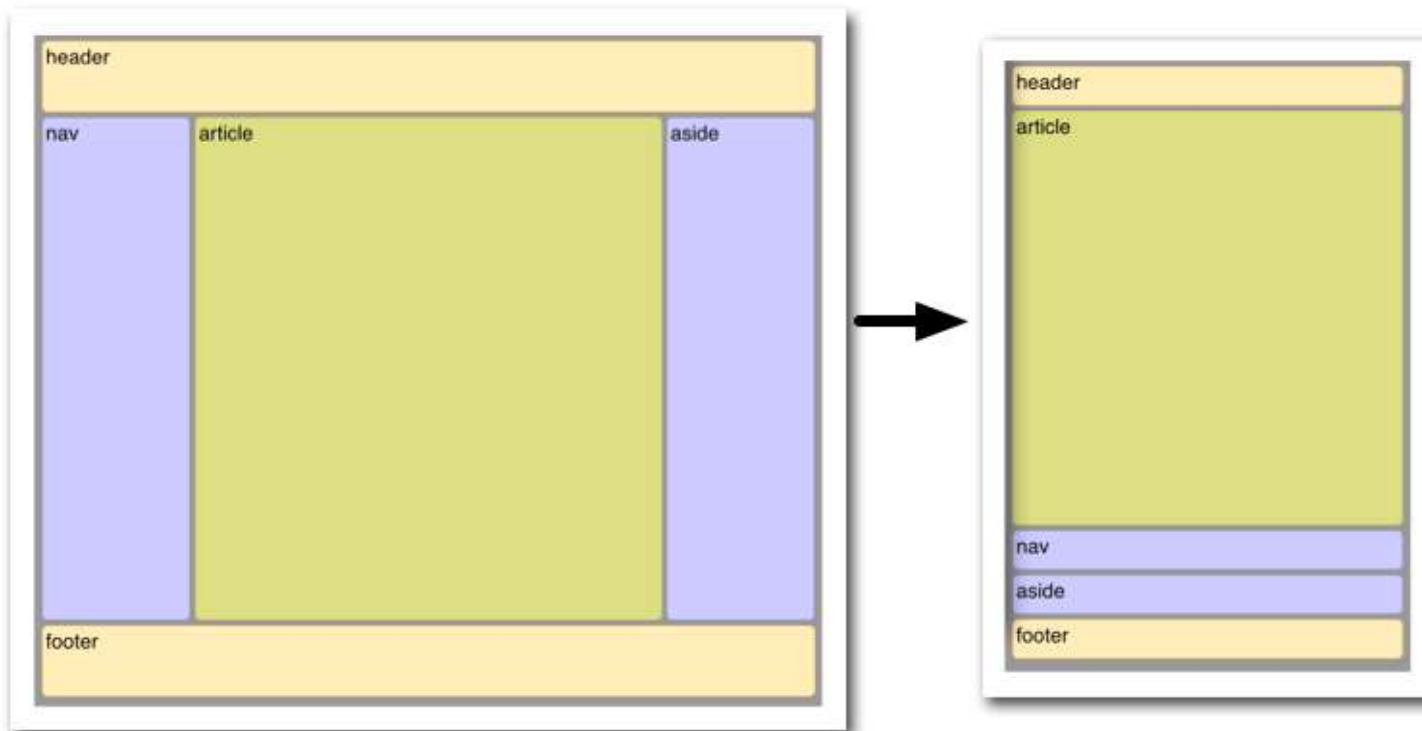 header
nav
article
aside
footer
header
article
nav
aside
footer